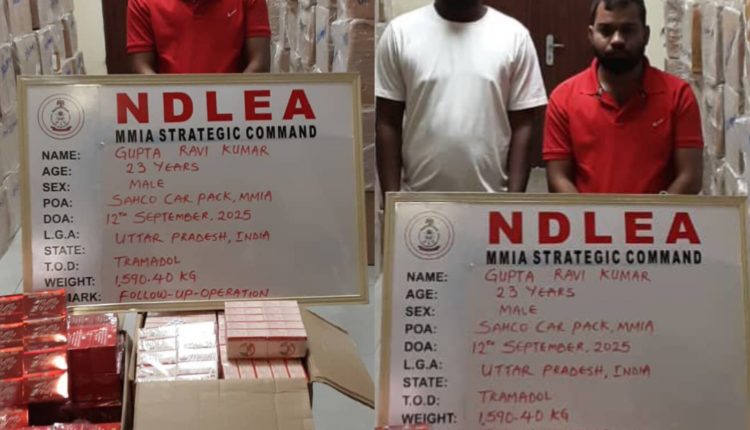 NDLEA
MMIA STRATEGIC COMMAND
NAME: GUPTA RAVI KUMAR
AGE: 23 YEARS
SEX: MALE
POA: SAHCO CAR PACK, MMIA
DOA: 12TH SEPTEMBER, 2025
L.G.A: UTTAR PRADESH, INDIA
STATE:
T.O.D: TRAMADOL
WEIGHT: 1,590.40 KG
MARK: FOLLOW-UP-OPERATION
NDLEA
MMIA STRATEGIC COMMAND
NAME: GUPTA RAVI KUMAR
AGE: 23 YEARS
SEX: MALE
POA: SAHCO CAR PACK, MMIA
DOA: 12TH SEPTEMBER, 2025
L.G.A: UTTAR PRADESH, INDIA
STATE:
T.O.D: TRAMADOL
WEIGHT: 1,590.40 KG